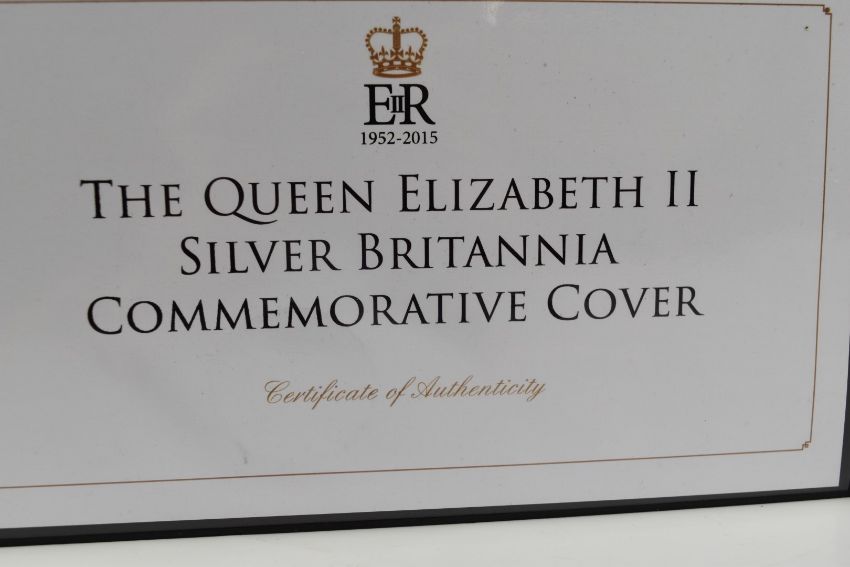 EIIR
1952-2015
THE QUEEN ELIZABETH II
SILVER BRITANNIA
COMMEMORATIVE COVER
Certificate of Authenticity